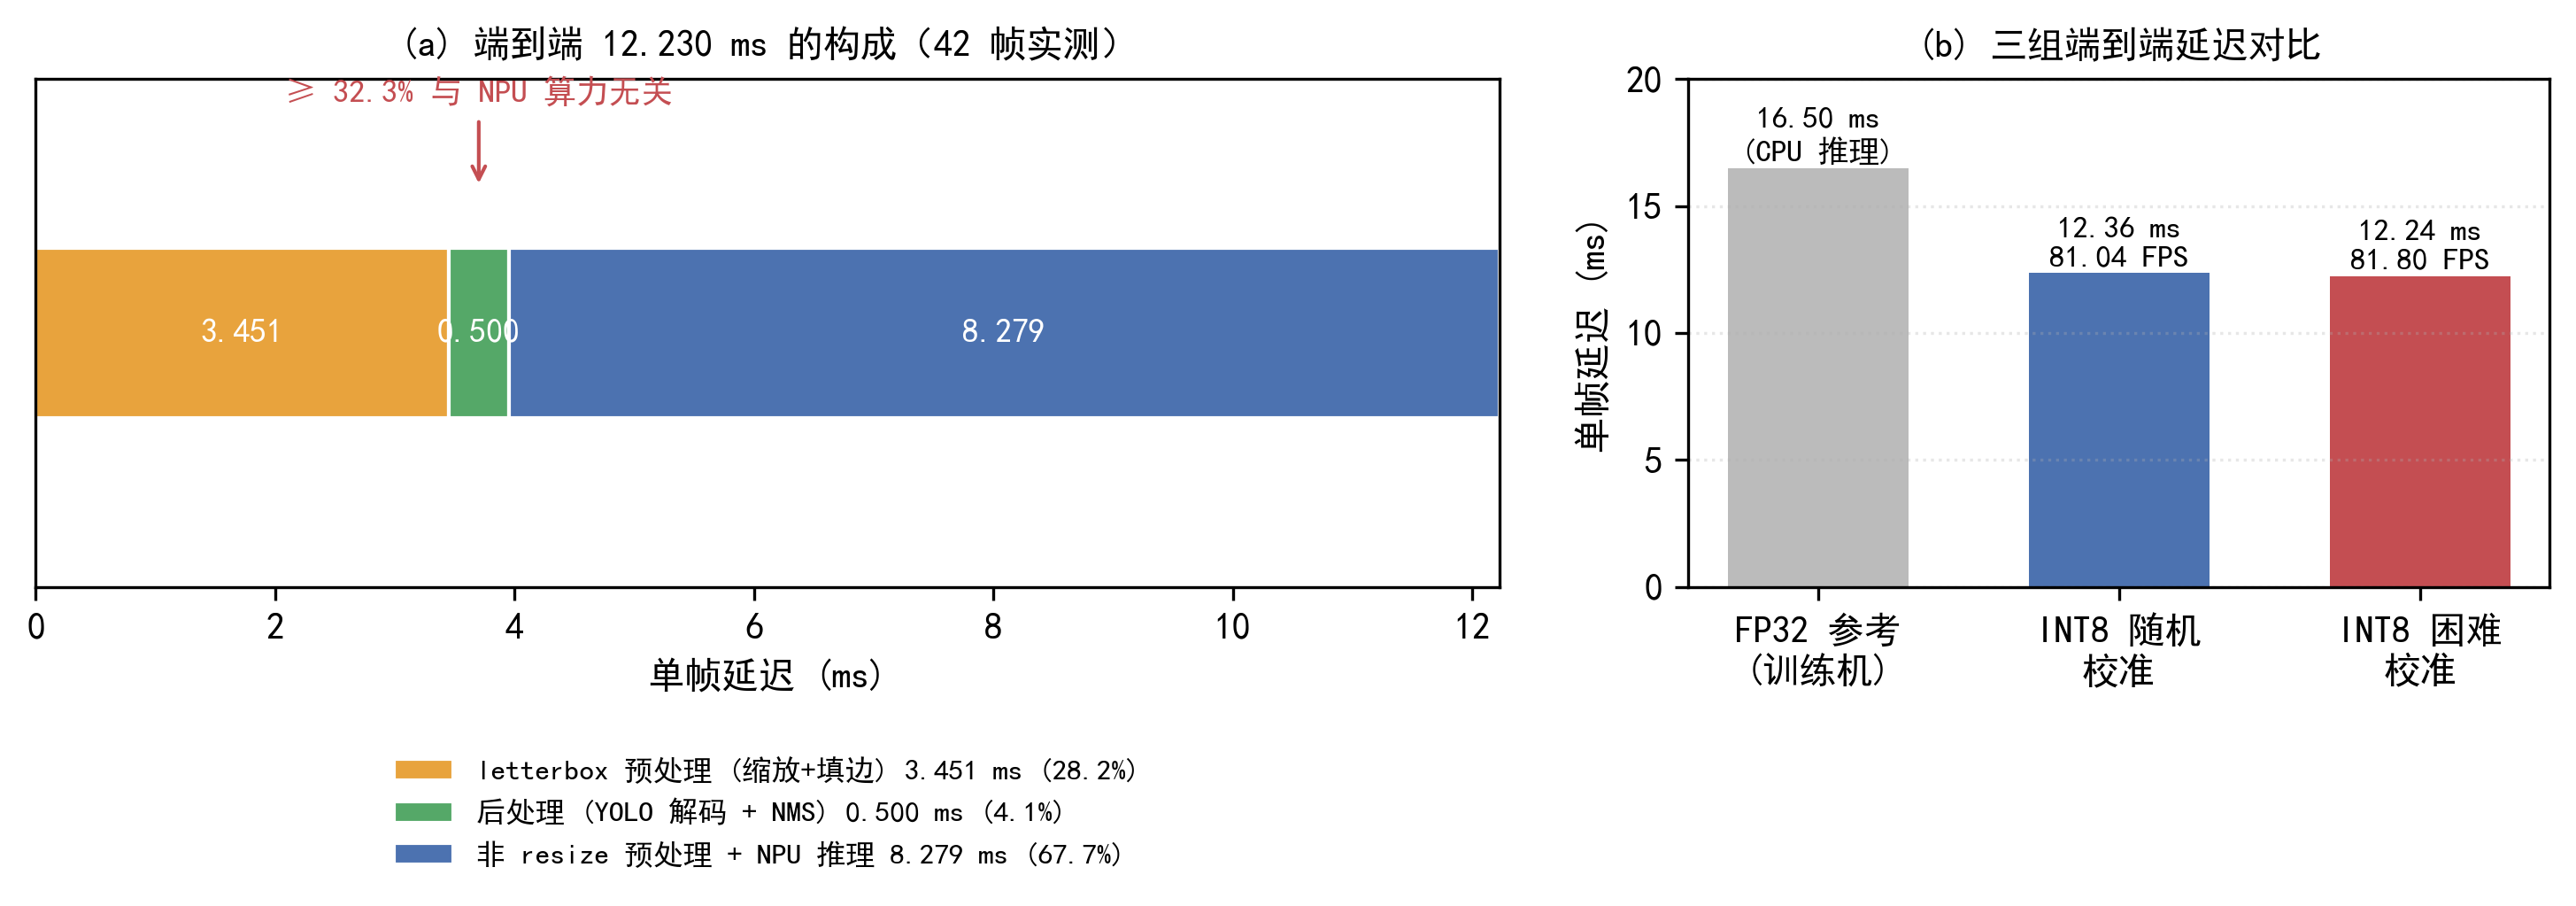 (a) 端到端 12.230 ms 的构成（42 帧实测）
≥ 32.3% 与 NPU 算力无关
3.451
0.500
8.279
0
2
4
6
8
10
12
单帧延迟 (ms)
letterbox 预处理 (缩放+填边) 3.451 ms (28.2%)
后处理 (YOLO 解码 + NMS) 0.500 ms (4.1%)
非 resize 预处理 + NPU 推理 8.279 ms (67.7%)
(b) 三组端到端延迟对比
单帧延迟 (ms)
20
15
10
5
0
16.50 ms
(CPU 推理)
12.36 ms
81.04 FPS
12.24 ms
81.80 FPS
FP32 参考
(训练机)
INT8 随机
校准
INT8 困难
校准